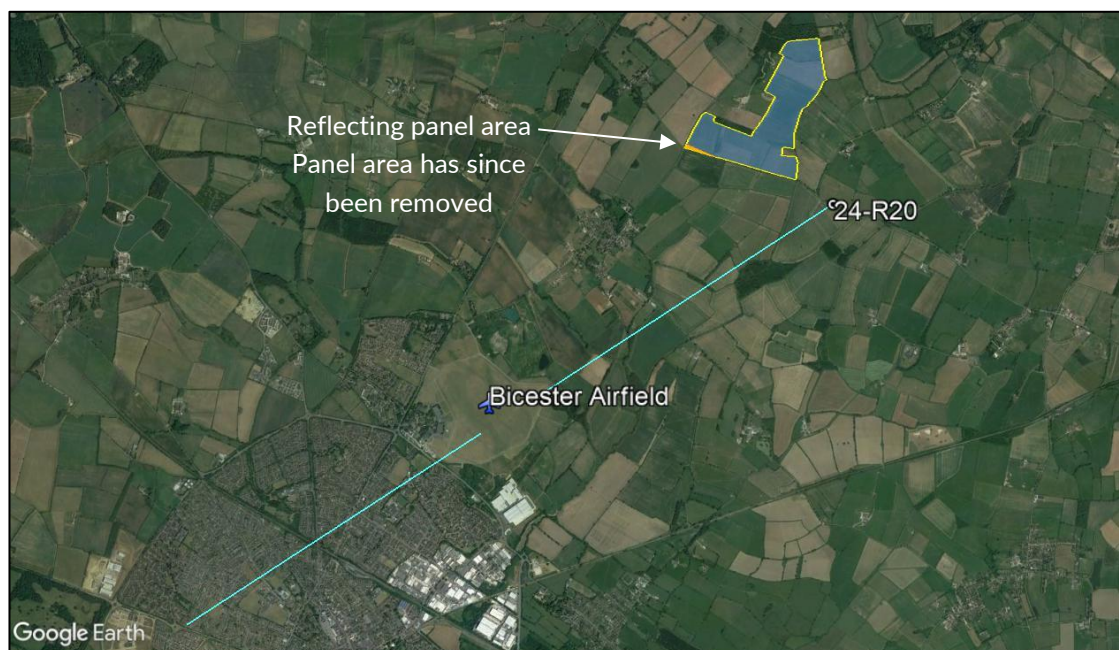 Reflecting panel area
Panel area has since
been removed
24-R20
Bicester Airfield
Google Earth